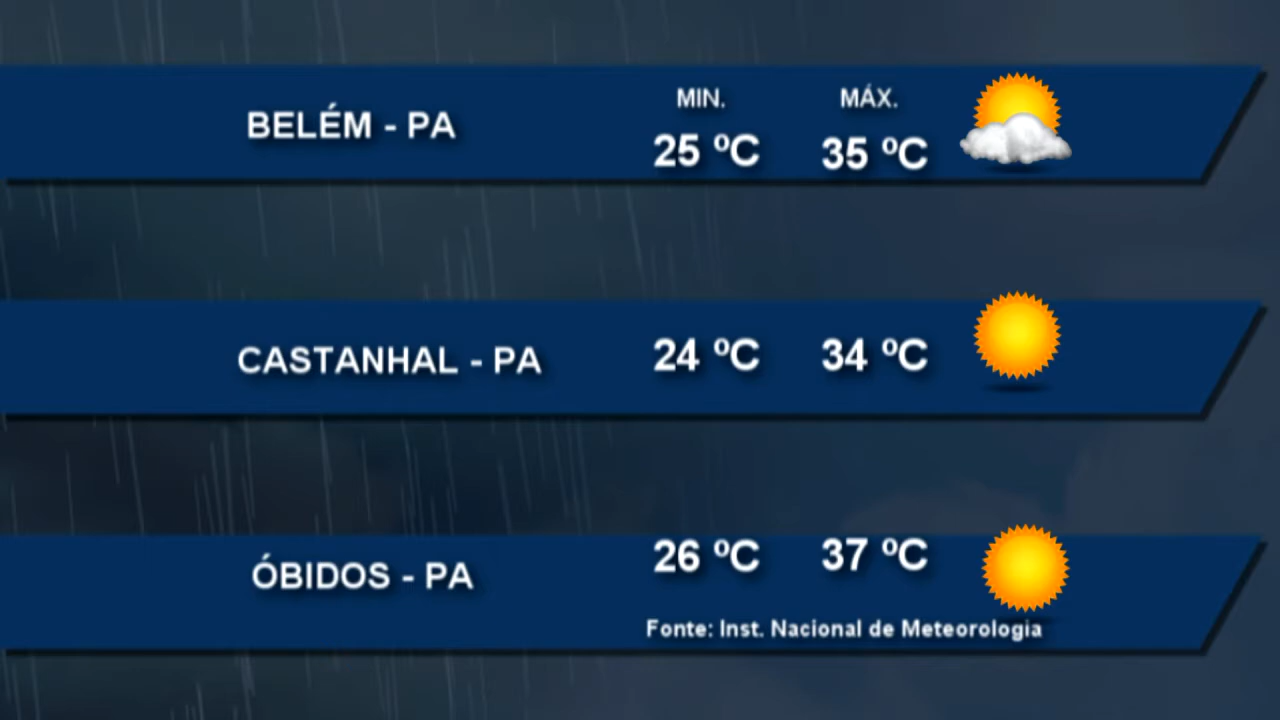 MIN. MÁX.
BELÉM - PA 25 ºC 35 ºC
CASTANHAL - PA 24 ºC 34 ºC
ÓBIDOS - PA 26 ºC 37 ºC
Fonte: Inst. Nacional de Meteorologia